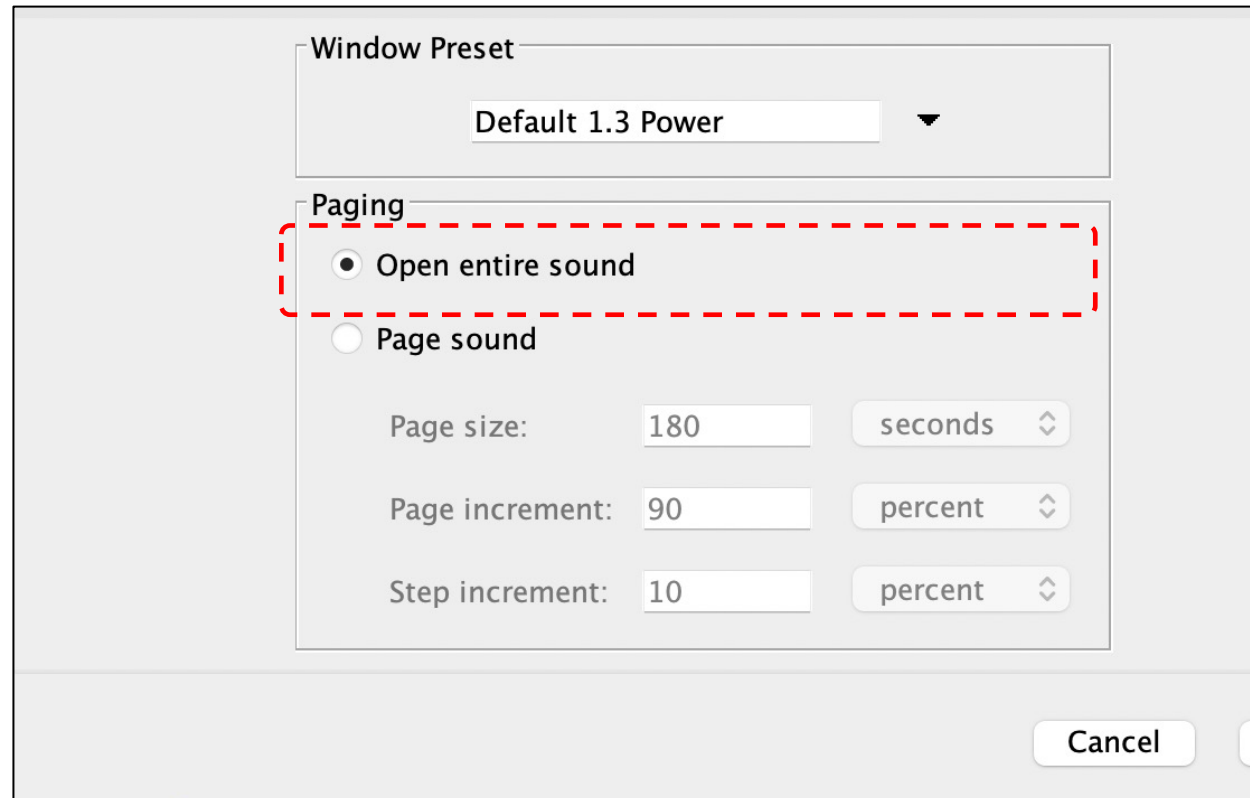 Window Preset
Default 1.3 Power
Paging
Open entire sound
Page sound
Page size: 180 seconds
Page increment: 90 percent
Step increment: 10 percent
Cancel